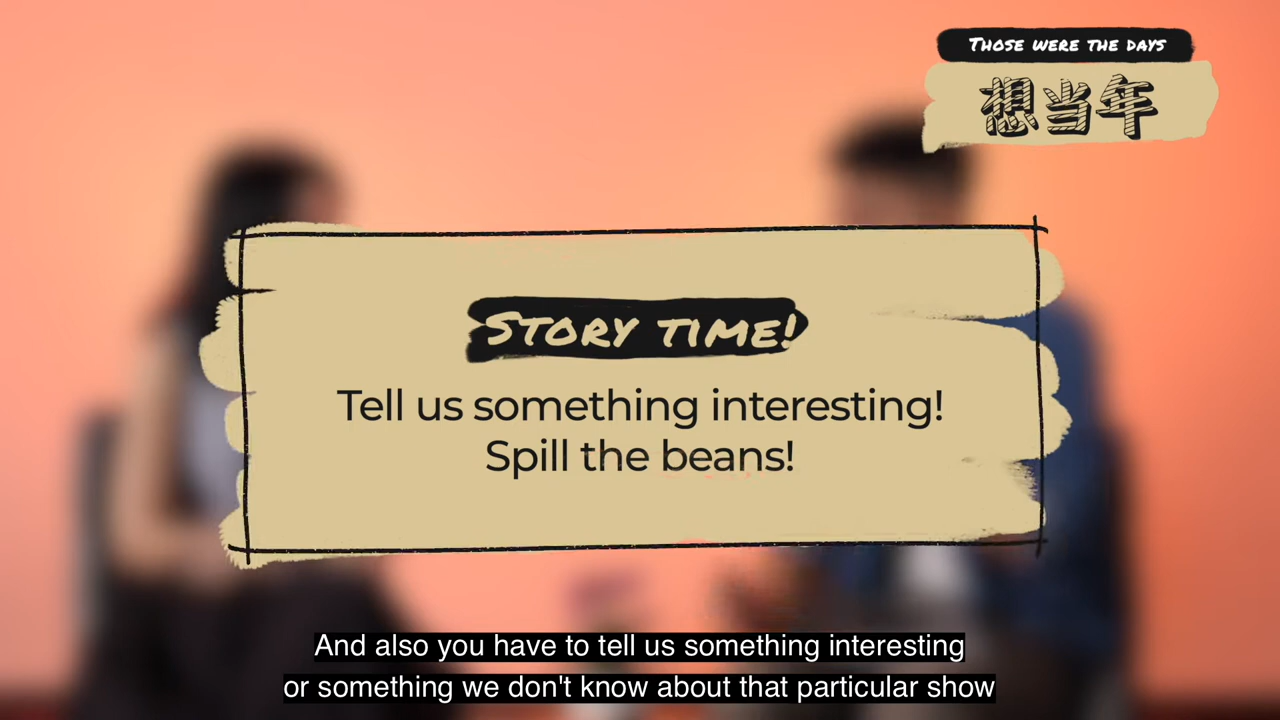 Those were the days
想当年
Story time!
Tell us something interesting!
Spill the beans!
And also you have to tell us something interesting
or something we don't know about that particular show